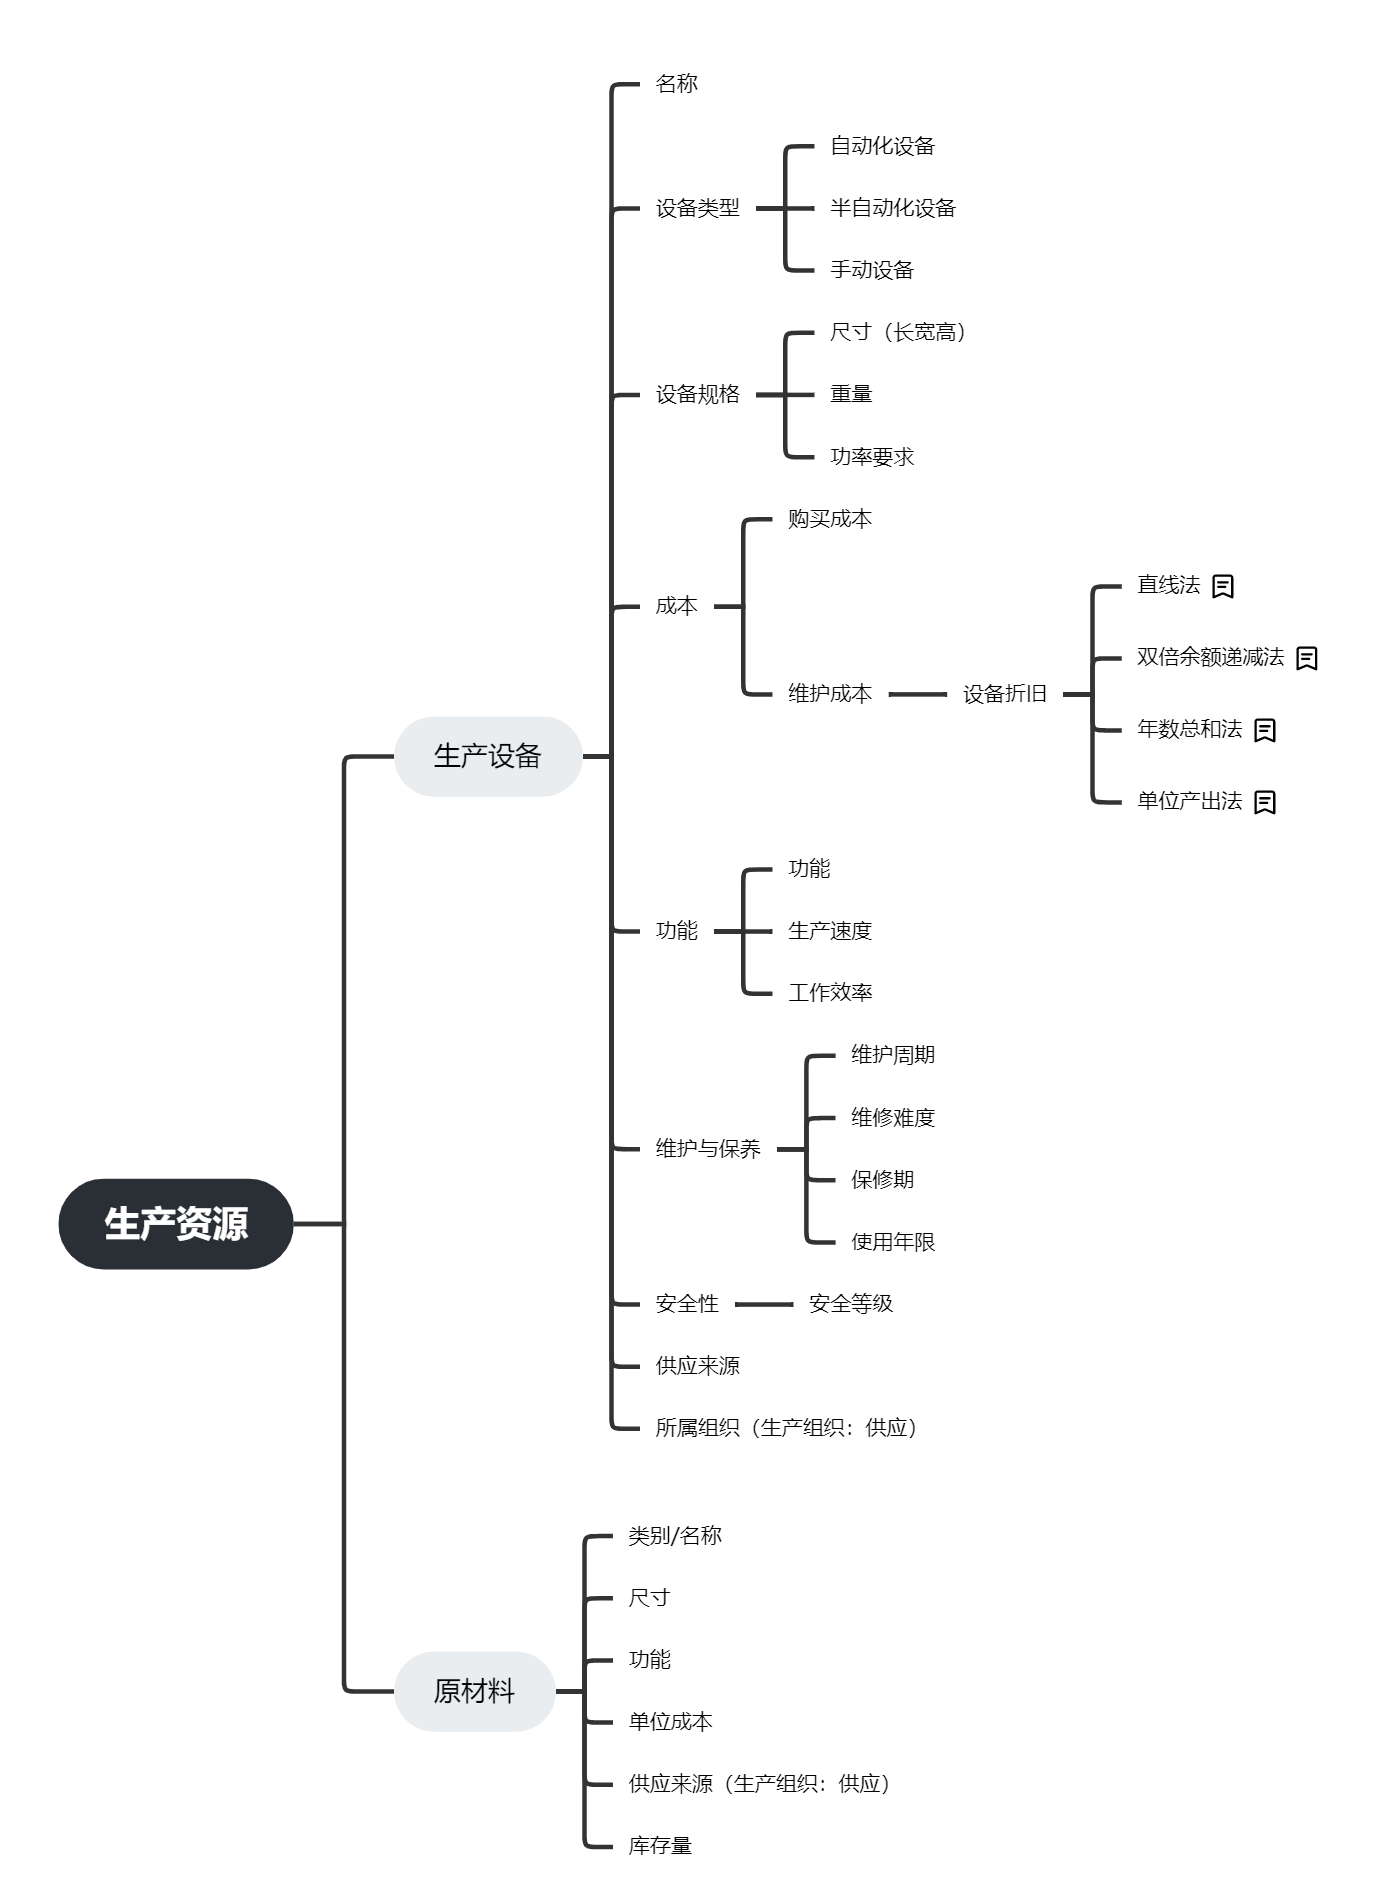 名称
自动化设备
设备类型
半自动化设备
手动设备
尺寸（长宽高）
设备规格
重量
功率要求
购买成本
成本
直线法
双倍余额递减法
维护成本
设备折旧
年数总和法
单位产出法
生产设备
功能
功能
生产速度
工作效率
维护周期
维修难度
维护与保养
保修期
使用年限
生产资源
安全性
安全等级
供应来源
所属组织（生产组织：供应）
类别/名称
尺寸
功能
原材料
单位成本
供应来源（生产组织：供应）
库存量